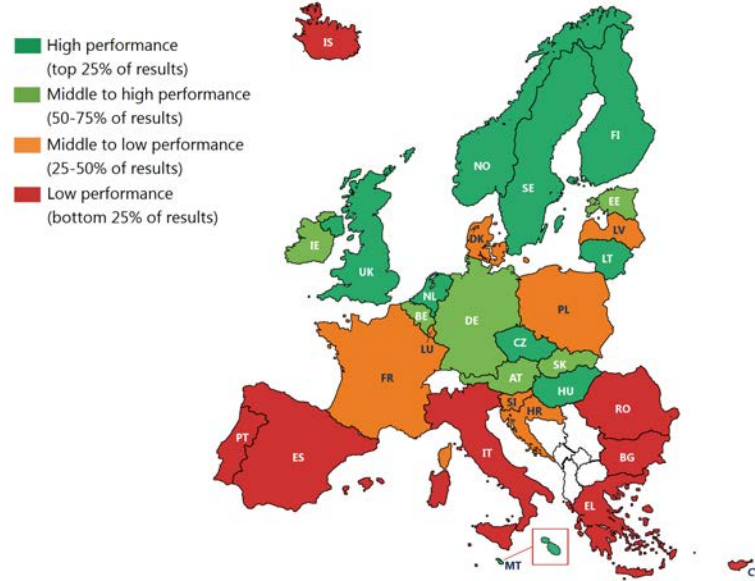 IS
High performance
(top 25% of results)
Middle to high performance
(50-75% of results)
Middle to low performance
(25-50% of results)
Low performance
(bottom 25% of results)
FI
NO
SE
EE
LV
DK
LT
IE
UK
NL
BE
DE
PL
LU
CZ
SK
FR
AT
HU
SI
HR
RO
PT
ES
IT
BG
EL
MT
C